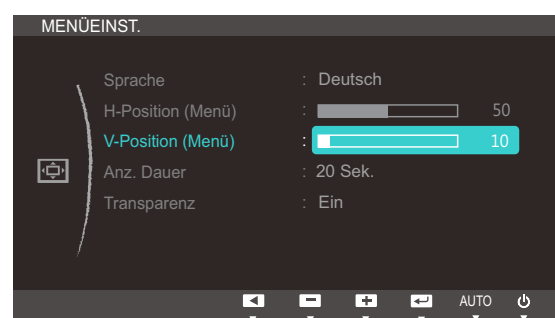 MENÜEINST.
Sprache : Deutsch
H-Position (Menü) : 50
V-Position (Menü) : 10
Anz. Dauer : 20 Sek.
Transparenz : Ein
AUTO